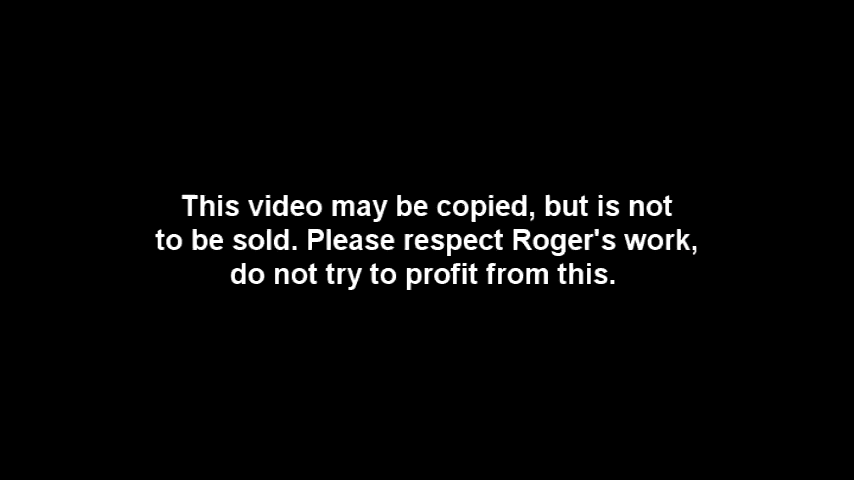 This video may be copied, but is not
to be sold. Please respect Roger's work,
do not try to profit from this.